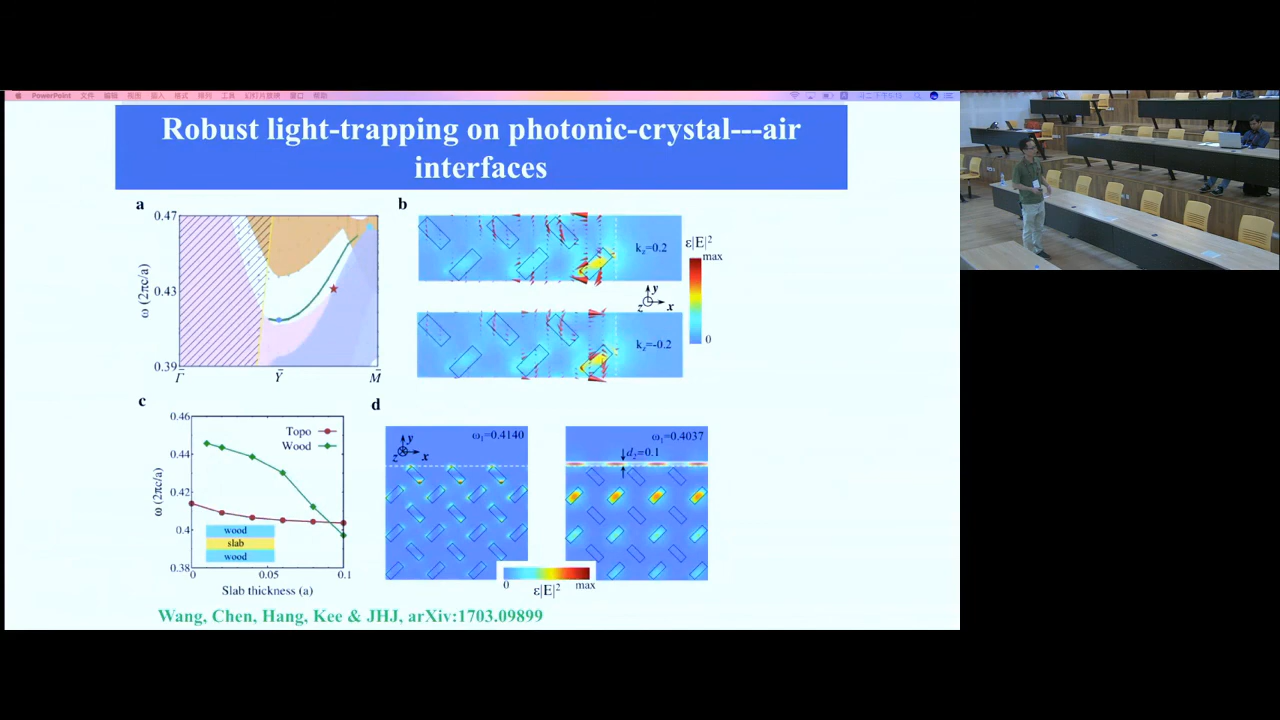 PowerPoint 文件 编辑 视图 插入 格式 排列 工具 幻灯片放映 窗口 帮助
Robust light-trapping on photonic-crystal---air
interfaces
a
0.47
0.43
0.39
ω (2πc/a)
Γ̄ Ȳ M̄
b
k_z=0.2
k_z=-0.2
y
z x
ε|E|²
max
0
c
0.46
0.44
0.42
0.4
0.38
ω (2πc/a)
Topo
Wood
wood
slab
wood
0 0.05 0.1
Slab thickness (a)
d
ω₁=0.4140
y
z x
ω₁=0.4037
d₂=0.1
0 max
ε|E|²
Wang, Chen, Hang, Kee & JHJ, arXiv:1703.09899